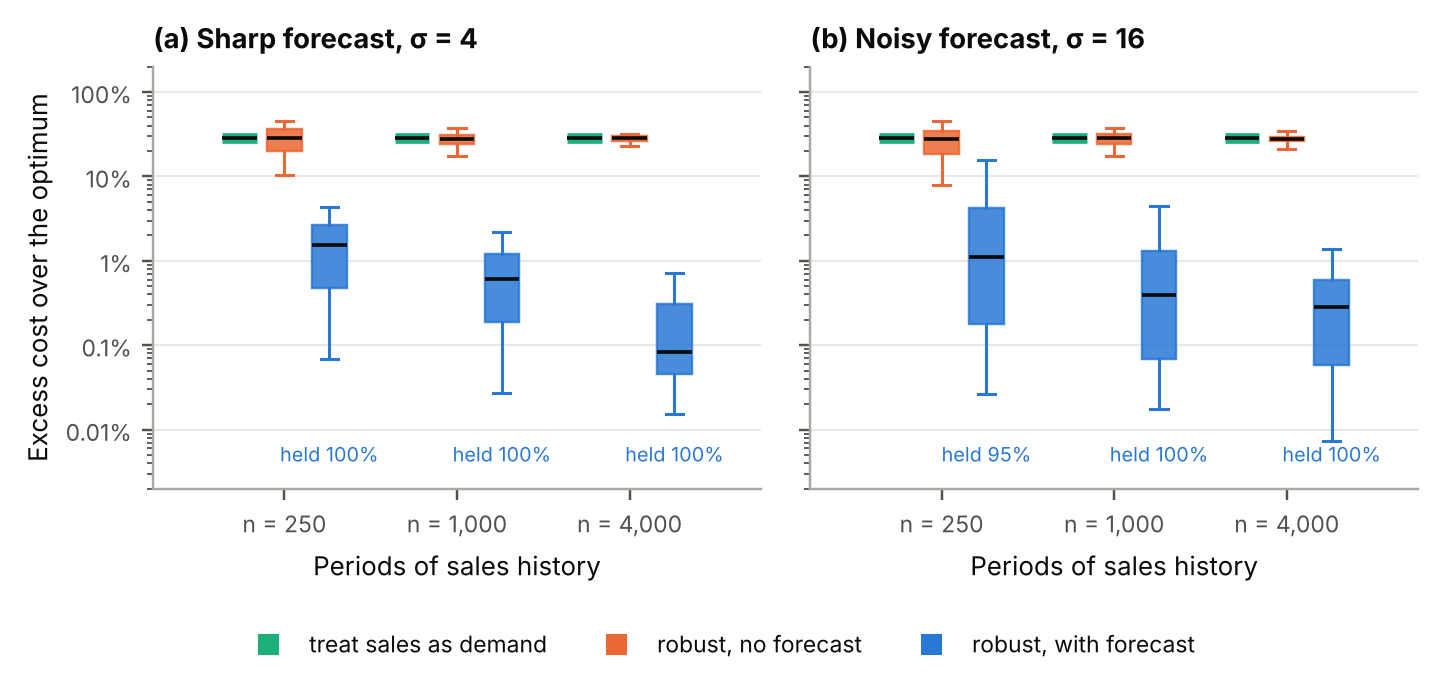 (a) Sharp forecast, σ = 4
(b) Noisy forecast, σ = 16
Excess cost over the optimum
100%
10%
1%
0.1%
0.01%
held 100%
held 100%
held 100%
held 95%
held 100%
held 100%
n = 250
n = 1,000
n = 4,000
n = 250
n = 1,000
n = 4,000
Periods of sales history
Periods of sales history
treat sales as demand
robust, no forecast
robust, with forecast